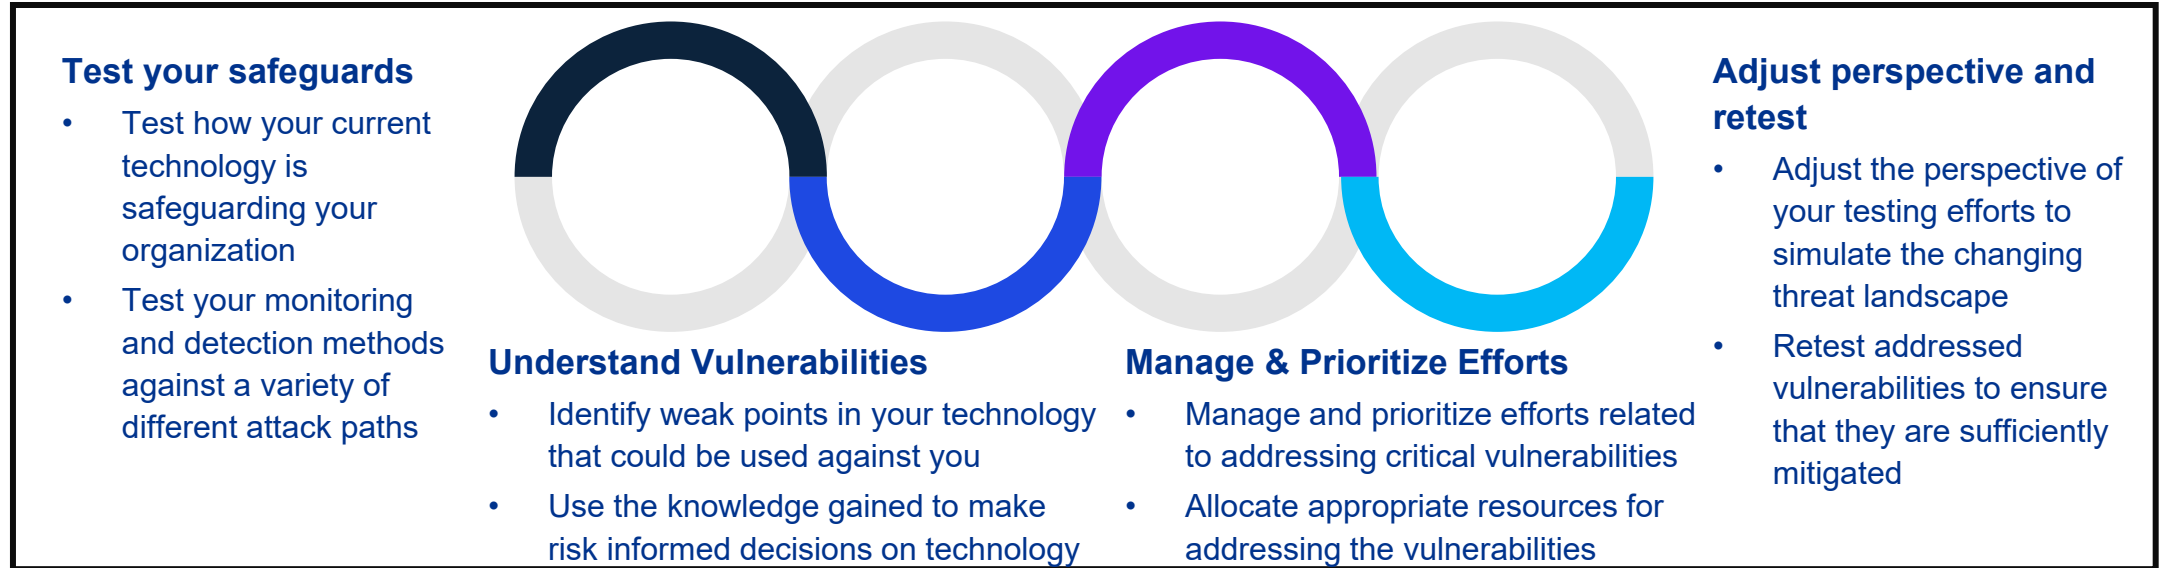 Test your safeguards
• Test how your current
technology is
safeguarding your
organization
• Test your monitoring
and detection methods
against a variety of
different attack paths
Understand Vulnerabilities
• Identify weak points in your technology
that could be used against you
• Use the knowledge gained to make
risk informed decisions on technology
Manage & Prioritize Efforts
• Manage and prioritize efforts related
to addressing critical vulnerabilities
• Allocate appropriate resources for
addressing the vulnerabilities
Adjust perspective and
retest
• Adjust the perspective of
your testing efforts to
simulate the changing
threat landscape
• Retest addressed
vulnerabilities to ensure
that they are sufficiently
mitigated